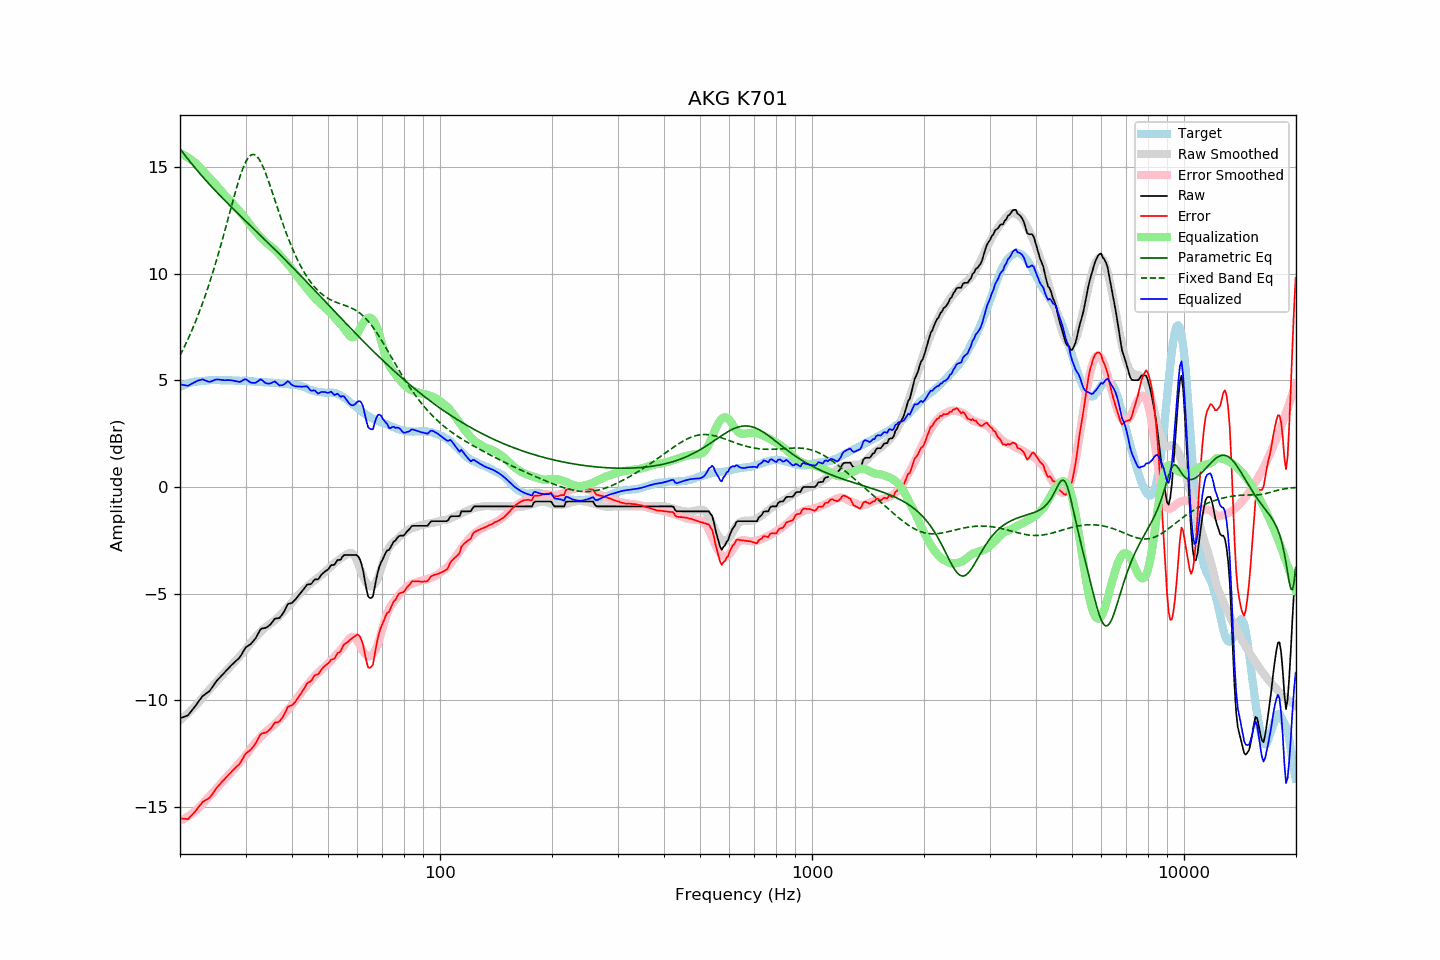 AKG K701
Amplitude (dBr)
15
10
5
0
−5
−10
−15
100
1000
10000
Frequency (Hz)
Target
Raw Smoothed
Error Smoothed
Raw
Error
Equalization
Parametric Eq
Fixed Band Eq
Equalized